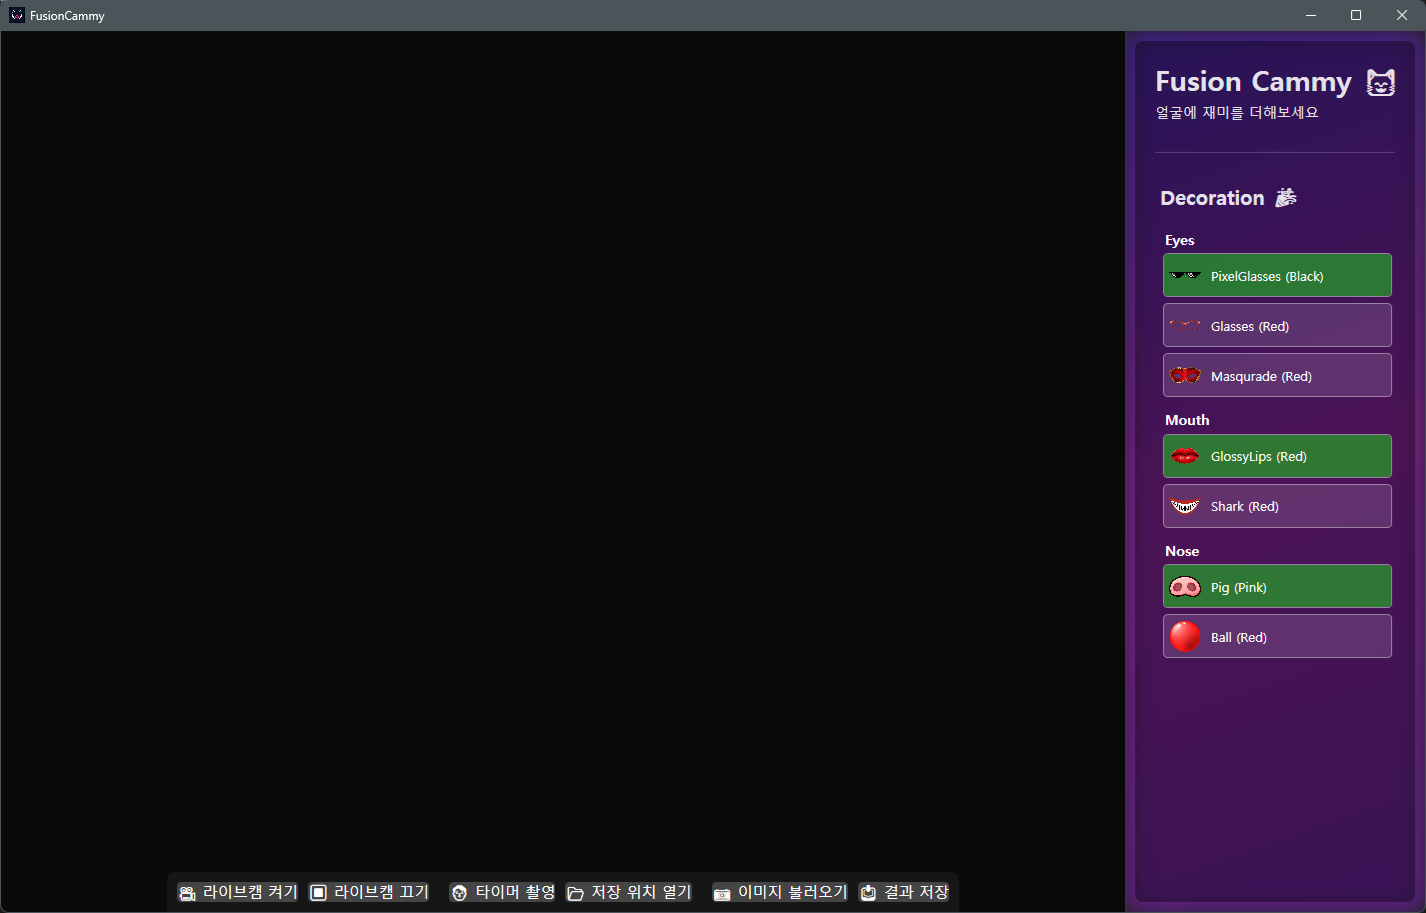 FusionCammy
Fusion Cammy
얼굴에 재미를 더해보세요
Decoration
Eyes
PixelGlasses (Black)
Glasses (Red)
Masqurade (Red)
Mouth
GlossyLips (Red)
Shark (Red)
Nose
Pig (Pink)
Ball (Red)
라이브캠 켜기 라이브캠 끄기 타이머 촬영 저장 위치 열기 이미지 불러오기 결과 저장